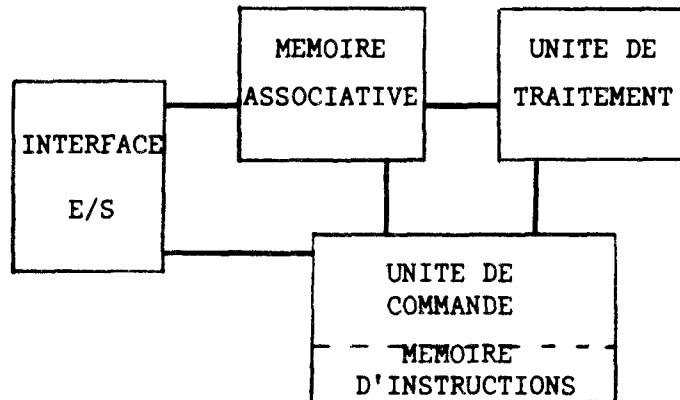 MEMOIRE
ASSOCIATIVE
UNITE DE
TRAITEMENT
INTERFACE
E/S
UNITE DE
COMMANDE
MEMOIRE
D'INSTRUCTIONS